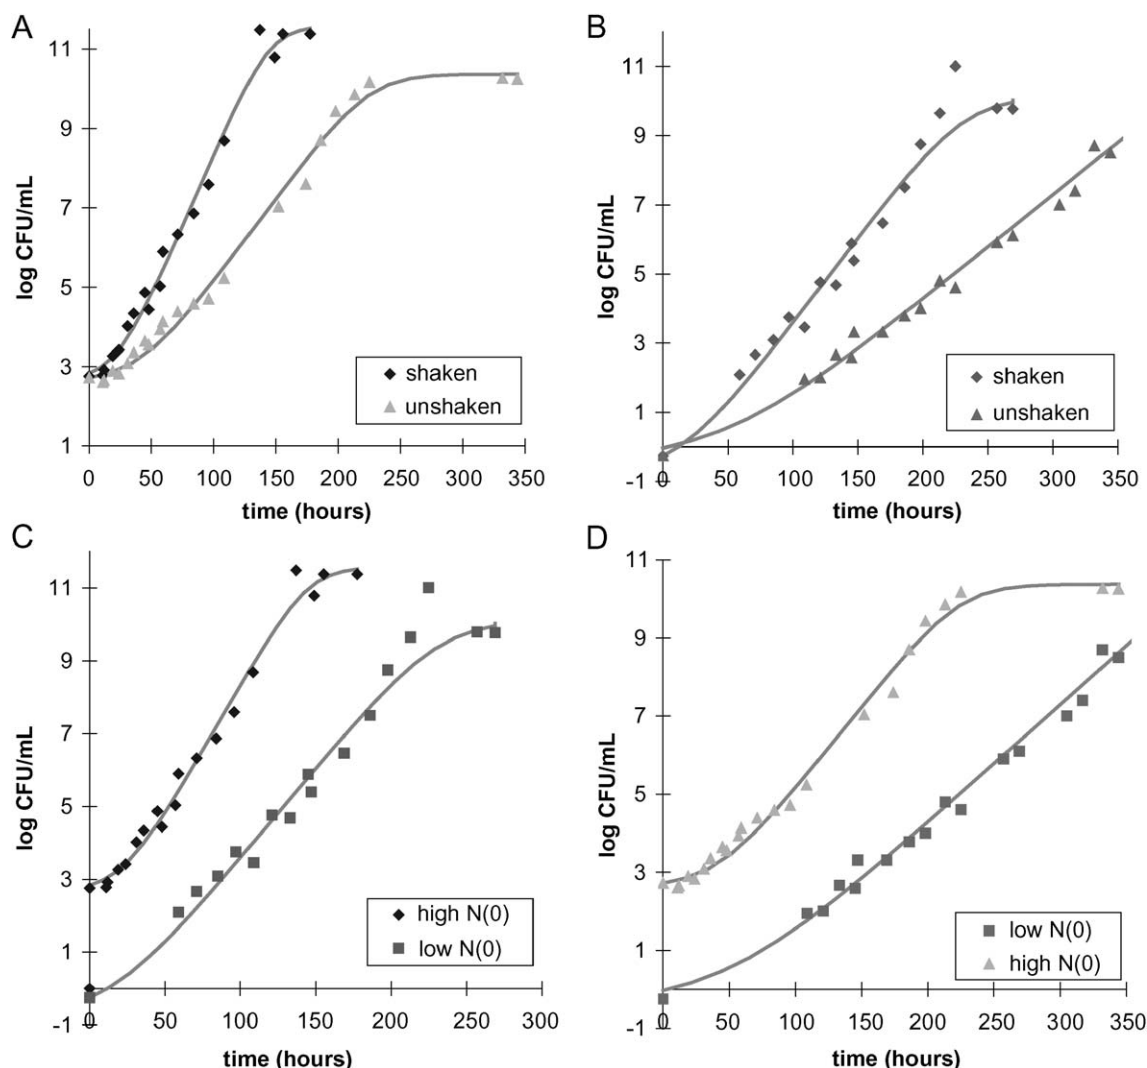 A
11
9
7
5
3
1
log CFU/mL
shaken
unshaken
0 50 100 150 200 250 300 350
time (hours)
B
11
9
7
5
3
1
-1
log CFU/mL
shaken
unshaken
0 50 100 150 200 250 300 350
time (hours)
C
11
9
7
5
3
1
-1
log CFU/mL
high N(0)
low N(0)
0 50 100 150 200 250 300
time (hours)
D
11
9
7
5
3
1
-1
log CFU/mL
low N(0)
high N(0)
0 50 100 150 200 250 300 350
time (hours)